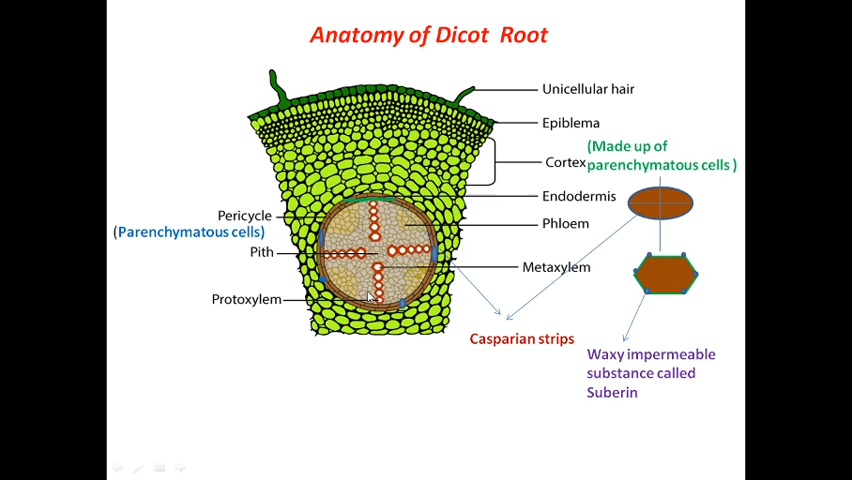 Anatomy of Dicot Root
Unicellular hair
Epiblema
Cortex
(Made up of
parenchymatous cells )
Endodermis
Pericycle
(Parenchymatous cells)
Phloem
Pith
Metaxylem
Protoxylem
Casparian strips
Waxy impermeable
substance called
Suberin